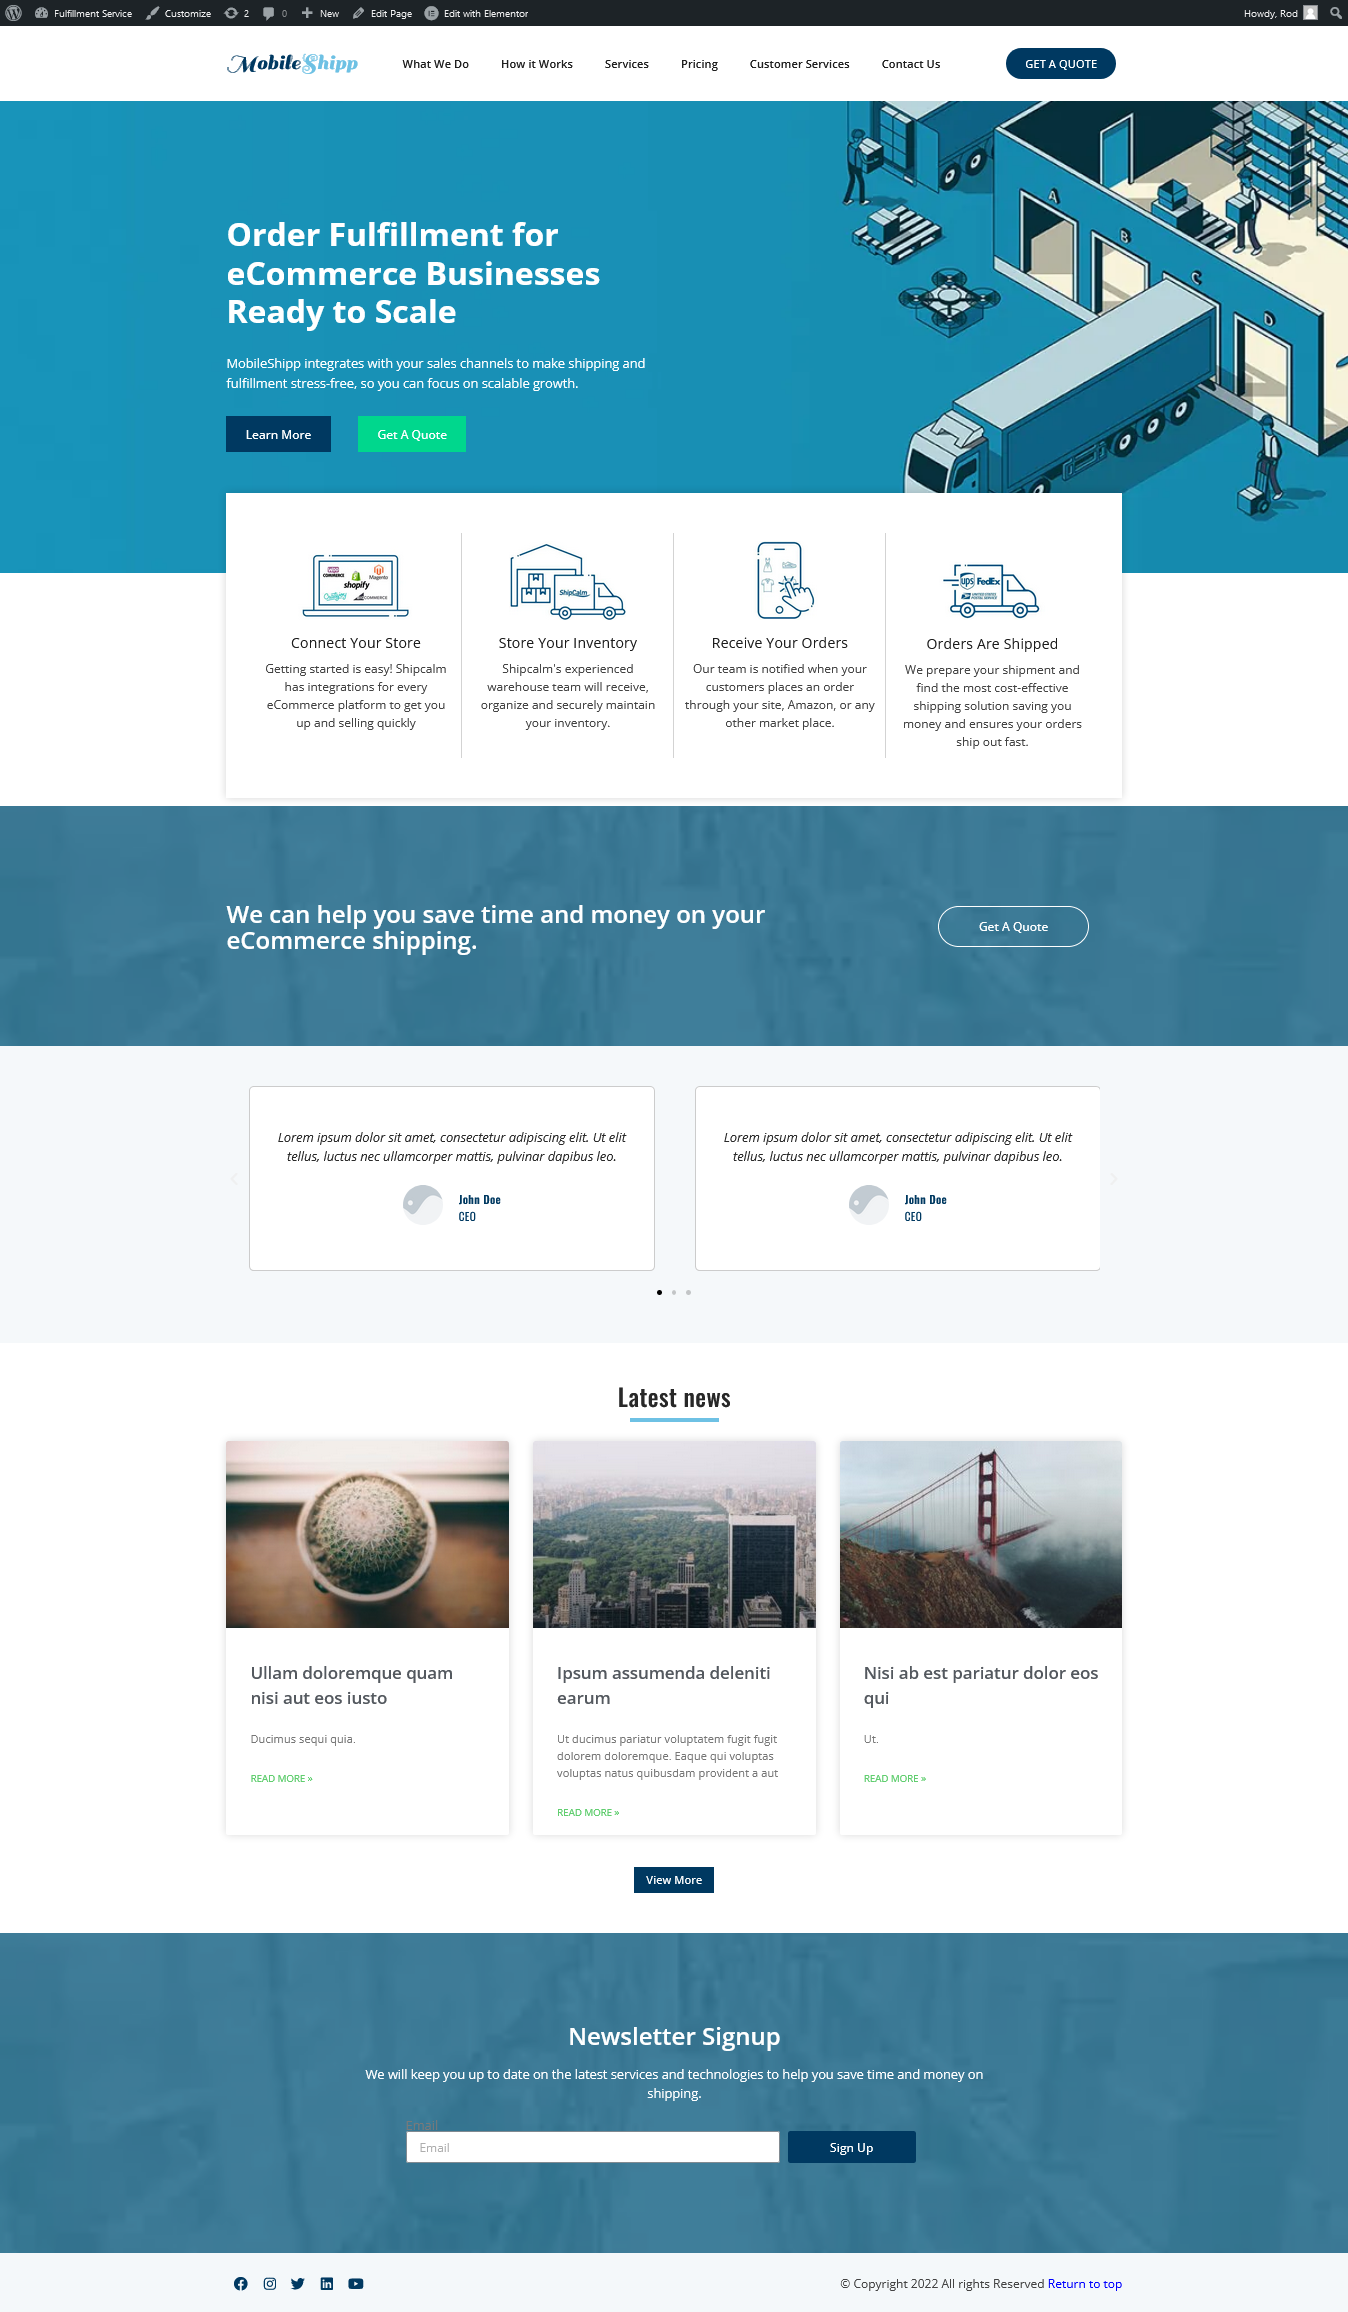 Fulfillment Service Customize 2 0 New Edit Page Edit with Elementor Howdy, Rod
MobileShipp What We Do How it Works Services Pricing Customer Services Contact Us GET A QUOTE
A
B
C
D
Order Fulfillment for
eCommerce Businesses
Ready to Scale
MobileShipp integrates with your sales channels to make shipping and
fulfillment stress-free, so you can focus on scalable growth.
Learn More Get A Quote
WOO COMMERCE
Magento
shopify
COMMERCE
Connect Your Store
Getting started is easy! Shipcalm
has integrations for every
eCommerce platform to get you
up and selling quickly
ShipCalm
Store Your Inventory
Shipcalm's experienced
warehouse team will receive,
organize and securely maintain
your inventory.
Receive Your Orders
Our team is notified when your
customers places an order
through your site, Amazon, or any
other market place.
ups FedEx
UNITED STATES
POSTAL SERVICE
Orders Are Shipped
We prepare your shipment and
find the most cost-effective
shipping solution saving you
money and ensures your orders
ship out fast.
We can help you save time and money on your
eCommerce shipping.
Get A Quote
Lorem ipsum dolor sit amet, consectetur adipiscing elit. Ut elit
tellus, luctus nec ullamcorper mattis, pulvinar dapibus leo.
John Doe
CEO
Lorem ipsum dolor sit amet, consectetur adipiscing elit. Ut elit
tellus, luctus nec ullamcorper mattis, pulvinar dapibus leo.
John Doe
CEO
Latest news
Ullam doloremque quam
nisi aut eos iusto
Ducimus sequi quia.
READ MORE »
Ipsum assumenda deleniti
earum
Ut ducimus pariatur voluptatem fugit fugit
dolorem doloremque. Eaque qui voluptas
voluptas natus quibusdam provident a aut
READ MORE »
Nisi ab est pariatur dolor eos
qui
Ut.
READ MORE »
View More
Newsletter Signup
We will keep you up to date on the latest services and technologies to help you save time and money on
shipping.
Email
Email
Sign Up
© Copyright 2022 All rights Reserved Return to top